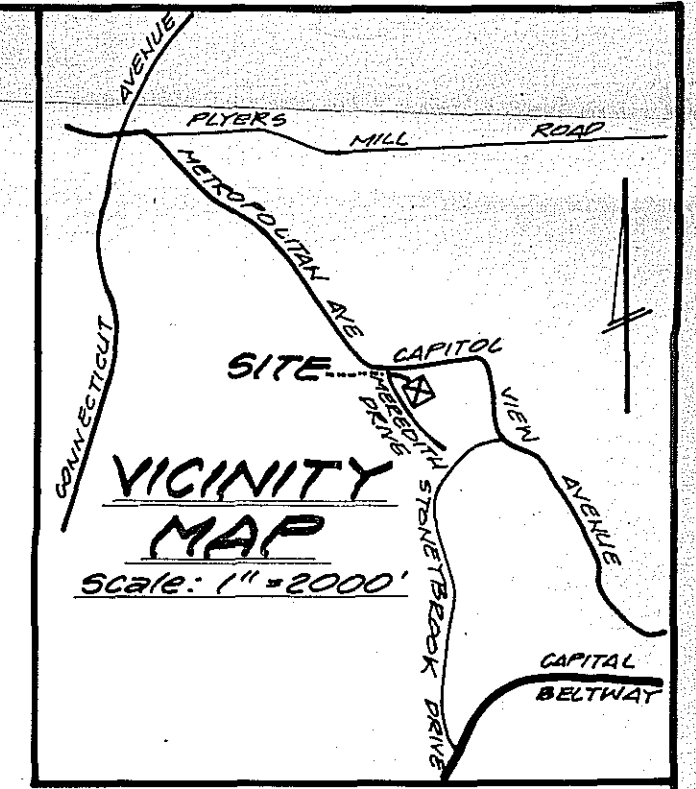 AVENUE
PLYERS MILL ROAD
METROPOLITAN AVE
CAPITOL VIEW AVENUE
SITE
MEREDITH
DRIVE
CONNECTICUT
VICINITY
MAP
Scale: 1" = 2000'
STONEYBROOK DRIVE
CAPITAL
BELTWAY